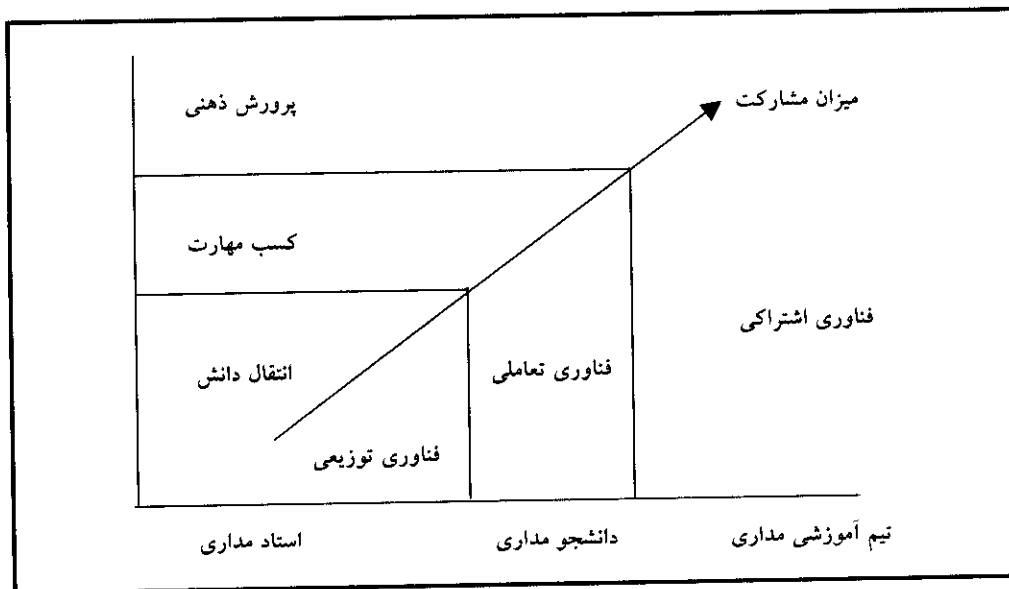 میزان مشارکت
پرورش ذهنی
کسب مهارت
فناوری اشتراکی
فناوری تعاملی
انتقال دانش
فناوری توزیعی
تیم آموزشی مداری
دانشجو مداری
استاد مداری